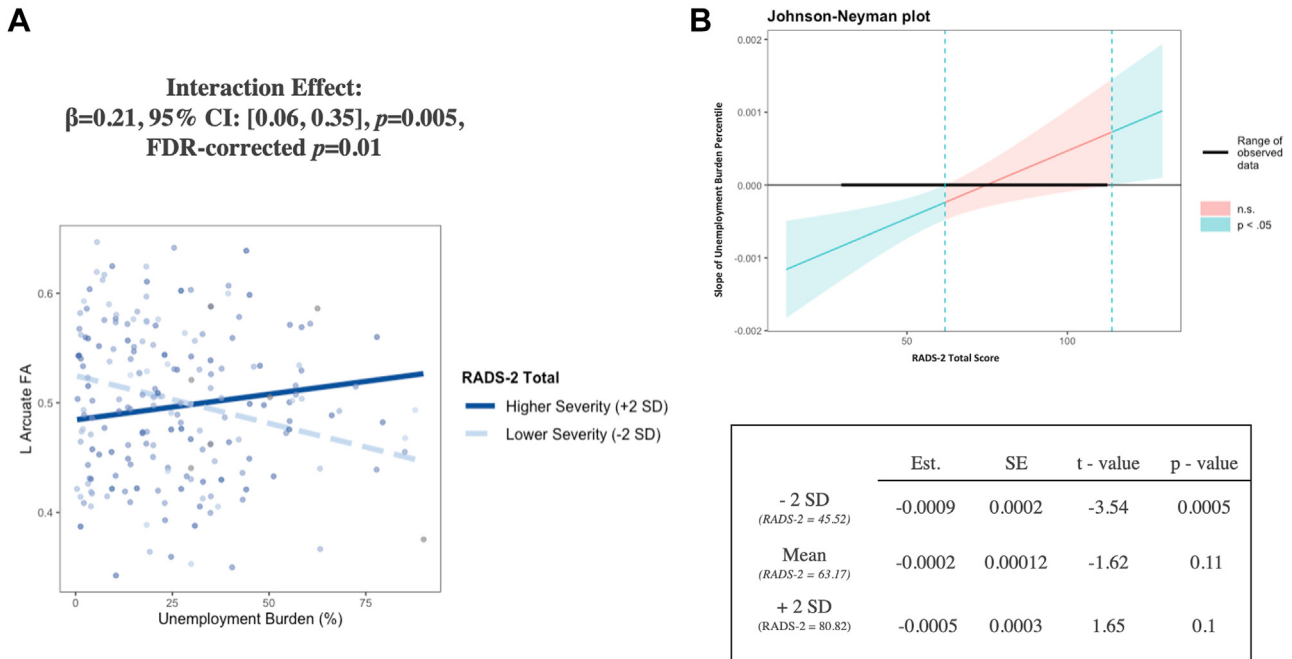 A
Interaction Effect:
β=0.21, 95% CI: [0.06, 0.35], p=0.005,
FDR-corrected p=0.01
0.6
0.5
0.4
L Arcuate FA
0 25 50 75
Unemployment Burden (%)
RADS-2 Total
Higher Severity (+2 SD)
Lower Severity (-2 SD)
B
Johnson-Neyman plot
0.002
0.001
0.000
-0.001
-0.002
Slope of Unemployment Burden Percentile
50 100
RADS-2 Total Score
Range of
observed
data
n.s.
p < .05
Est. SE t - value p - value
- 2 SD
(RADS-2 = 45.52)
-0.0009 0.0002 -3.54 0.0005
Mean
(RADS-2 = 63.17)
-0.0002 0.00012 -1.62 0.11
+ 2 SD
(RADS-2 = 80.82)
-0.0005 0.0003 1.65 0.1